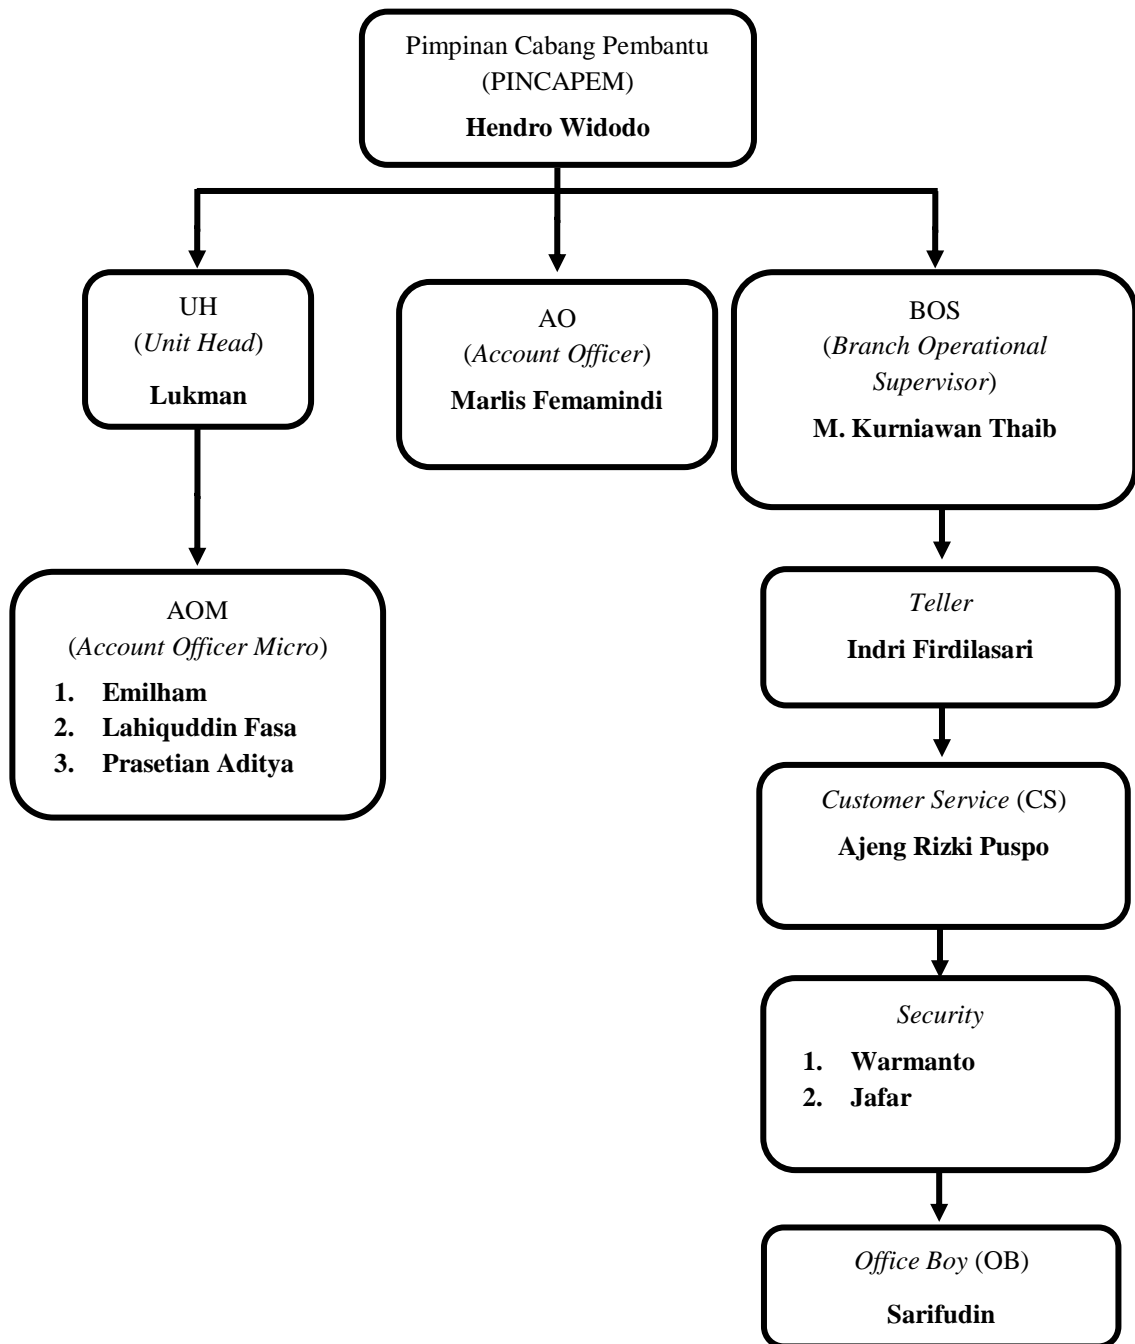 Pimpinan Cabang Pembantu
(PINCAPEM)
Hendro Widodo
UH
(Unit Head)
Lukman
AO
(Account Officer)
Marlis Femamindi
BOS
(Branch Operational
Supervisor)
M. Kurniawan Thaib
AOM
(Account Officer Micro)
1. Emilham
2. Lahiquddin Fasa
3. Prasetian Aditya
Teller
Indri Firdilasari
Customer Service (CS)
Ajeng Rizki Puspo
Security
1. Warmanto
2. Jafar
Office Boy (OB)
Sarifudin